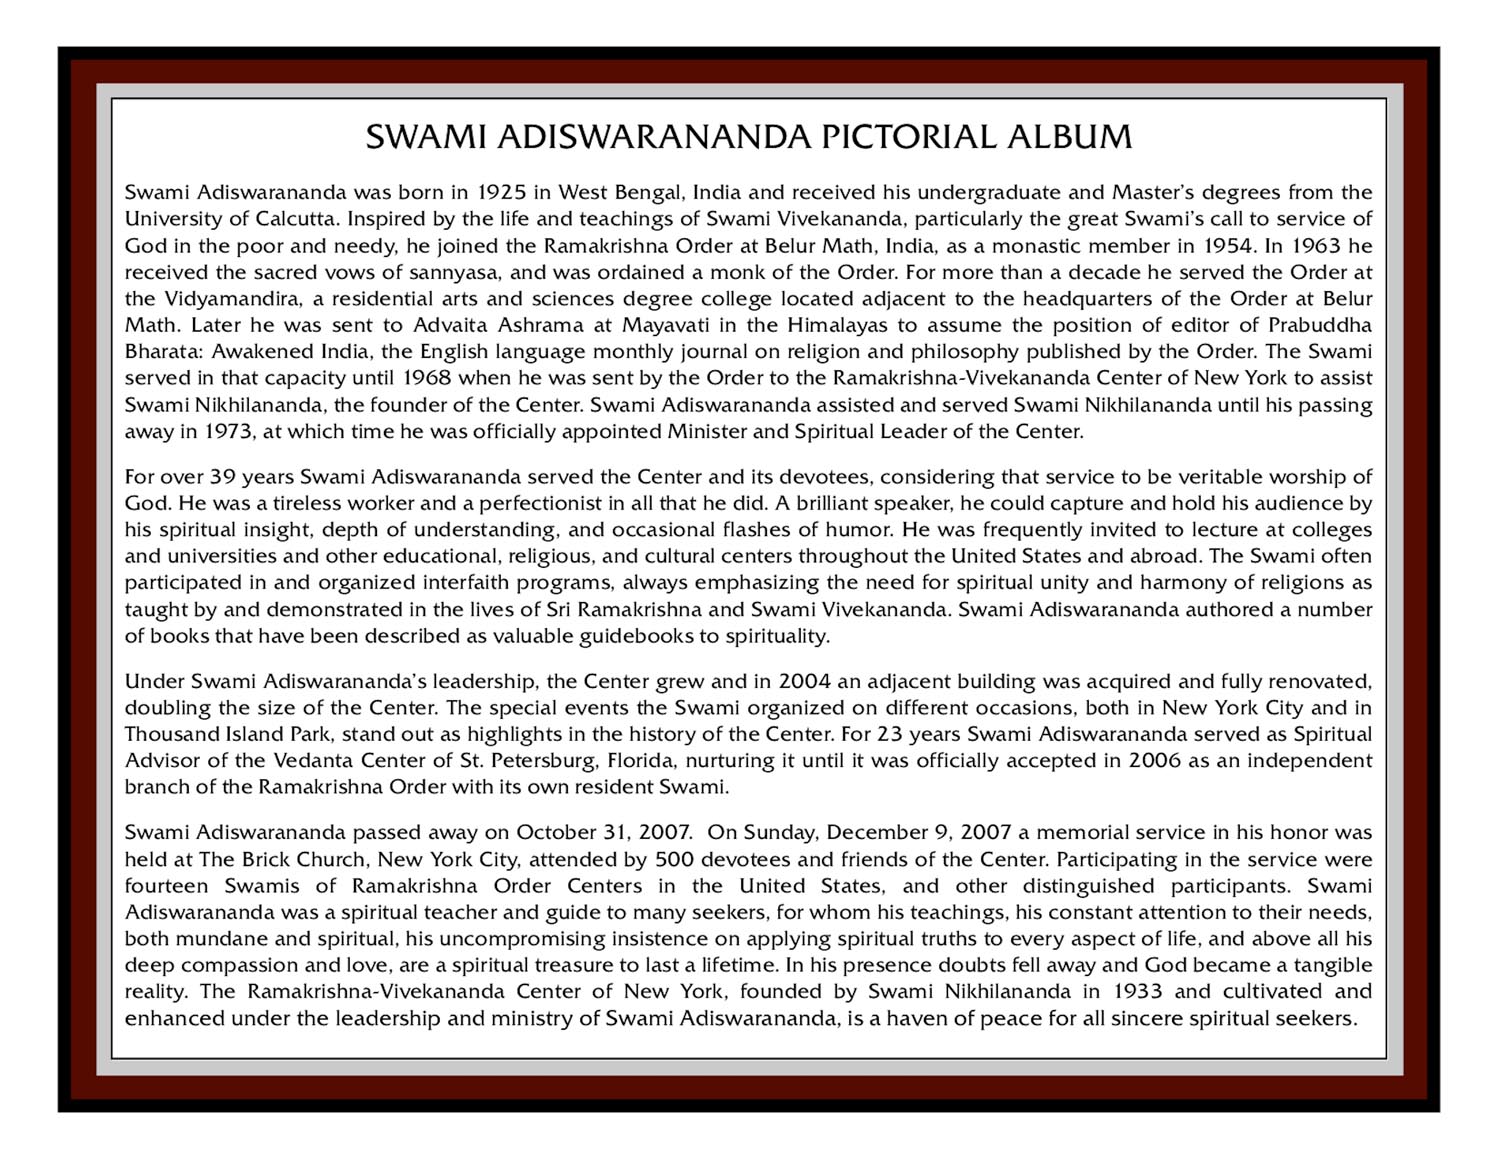 SWAMI ADISWARANANDA PICTORIAL ALBUM
Swami Adiswarananda was born in 1925 in West Bengal, India and received his undergraduate and Master’s degrees from the
University of Calcutta. Inspired by the life and teachings of Swami Vivekananda, particularly the great Swami’s call to service of
God in the poor and needy, he joined the Ramakrishna Order at Belur Math, India, as a monastic member in 1954. In 1963 he
received the sacred vows of sannyasa, and was ordained a monk of the Order. For more than a decade he served the Order at
the Vidyamandira, a residential arts and sciences degree college located adjacent to the headquarters of the Order at Belur
Math. Later he was sent to Advaita Ashrama at Mayavati in the Himalayas to assume the position of editor of Prabuddha
Bharata: Awakened India, the English language monthly journal on religion and philosophy published by the Order. The Swami
served in that capacity until 1968 when he was sent by the Order to the Ramakrishna-Vivekananda Center of New York to assist
Swami Nikhilananda, the founder of the Center. Swami Adiswarananda assisted and served Swami Nikhilananda until his passing
away in 1973, at which time he was officially appointed Minister and Spiritual Leader of the Center.
For over 39 years Swami Adiswarananda served the Center and its devotees, considering that service to be veritable worship of
God. He was a tireless worker and a perfectionist in all that he did. A brilliant speaker, he could capture and hold his audience by
his spiritual insight, depth of understanding, and occasional flashes of humor. He was frequently invited to lecture at colleges
and universities and other educational, religious, and cultural centers throughout the United States and abroad. The Swami often
participated in and organized interfaith programs, always emphasizing the need for spiritual unity and harmony of religions as
taught by and demonstrated in the lives of Sri Ramakrishna and Swami Vivekananda. Swami Adiswarananda authored a number
of books that have been described as valuable guidebooks to spirituality.
Under Swami Adiswarananda’s leadership, the Center grew and in 2004 an adjacent building was acquired and fully renovated,
doubling the size of the Center. The special events the Swami organized on different occasions, both in New York City and in
Thousand Island Park, stand out as highlights in the history of the Center. For 23 years Swami Adiswarananda served as Spiritual
Advisor of the Vedanta Center of St. Petersburg, Florida, nurturing it until it was officially accepted in 2006 as an independent
branch of the Ramakrishna Order with its own resident Swami.
Swami Adiswarananda passed away on October 31, 2007. On Sunday, December 9, 2007 a memorial service in his honor was
held at The Brick Church, New York City, attended by 500 devotees and friends of the Center. Participating in the service were
fourteen Swamis of Ramakrishna Order Centers in the United States, and other distinguished participants. Swami
Adiswarananda was a spiritual teacher and guide to many seekers, for whom his teachings, his constant attention to their needs,
both mundane and spiritual, his uncompromising insistence on applying spiritual truths to every aspect of life, and above all his
deep compassion and love, are a spiritual treasure to last a lifetime. In his presence doubts fell away and God became a tangible
reality. The Ramakrishna-Vivekananda Center of New York, founded by Swami Nikhilananda in 1933 and cultivated and
enhanced under the leadership and ministry of Swami Adiswarananda, is a haven of peace for all sincere spiritual seekers.